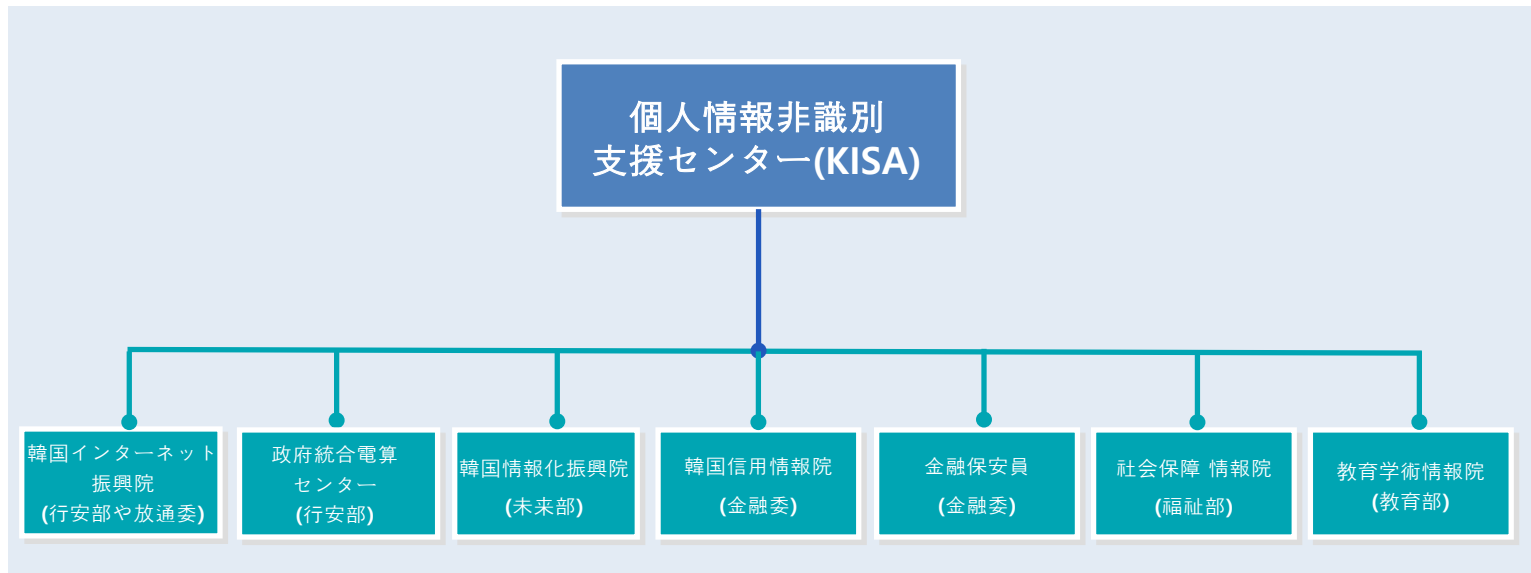 個人情報非識別
支援センター(KISA)
韓国インターネット
振興院
(行安部や放通委)
政府統合電算
センター
(行安部)
韓国情報化振興院
(未来部)
韓国信用情報院
(金融委)
金融保安員
(金融委)
社会保障 情報院
(福祉部)
教育学術情報院
(教育部)